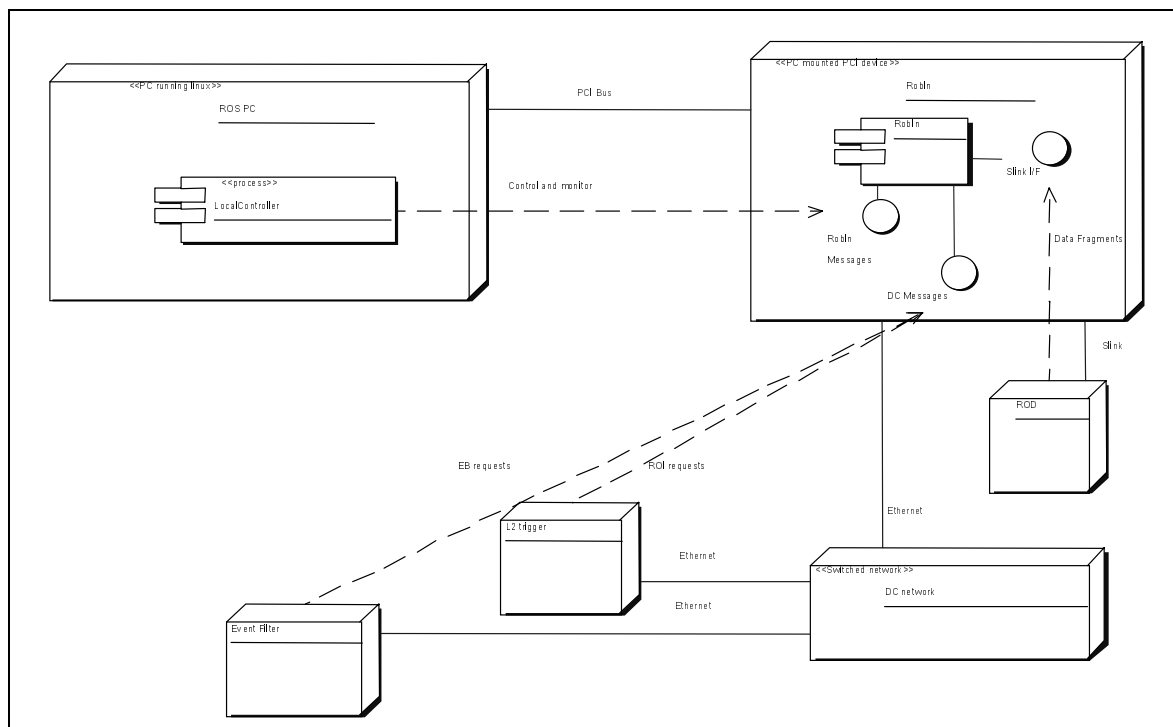 <<PC running linux>>
ROS PC
<<process>>
LocalController
PCI Bus
Control and monitor
<<PC mounted PCI device>>
RobIn
RobIn
Slink I/F
RobIn
Messages
Data Fragments
DC Messages
Slink
ROD
EB requests
ROI requests
Ethernet
L2 trigger
Ethernet
<<Switched network>>
DC network
Ethernet
Event Filter